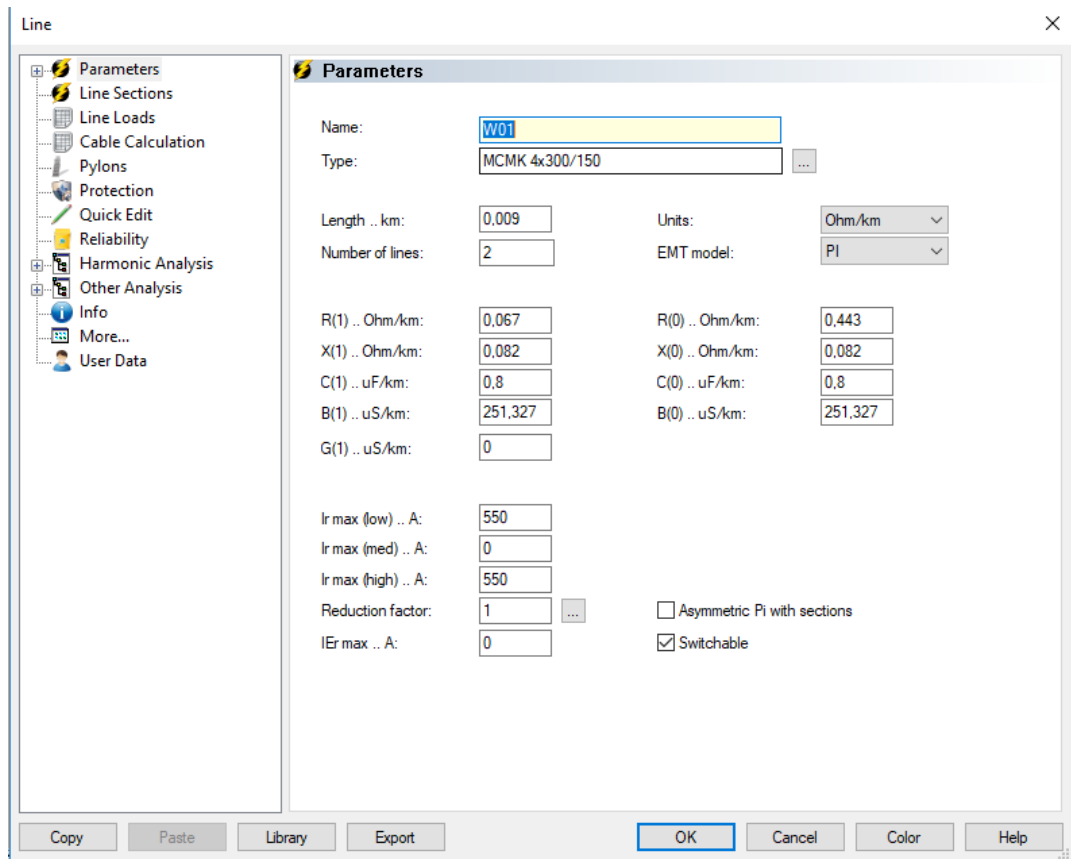 Line
Parameters
Line Sections
Line Loads
Cable Calculation
Pylons
Protection
Quick Edit
Reliability
Harmonic Analysis
Other Analysis
Info
More...
User Data
Parameters
Name: W01
Type: MCMK 4x300/150 ...
Length .. km: 0,009 Units: Ohm/km
Number of lines: 2 EMT model: PI
R(1) .. Ohm/km: 0,067 R(0) .. Ohm/km: 0,443
X(1) .. Ohm/km: 0,082 X(0) .. Ohm/km: 0,082
C(1) .. uF/km: 0,8 C(0) .. uF/km: 0,8
B(1) .. uS/km: 251,327 B(0) .. uS/km: 251,327
G(1) .. uS/km: 0
Ir max (low) .. A: 550
Ir max (med) .. A: 0
Ir max (high) .. A: 550
Reduction factor: 1 ... Asymmetric Pi with sections
IEr max .. A: 0 Switchable
Copy Paste Library Export OK Cancel Color Help